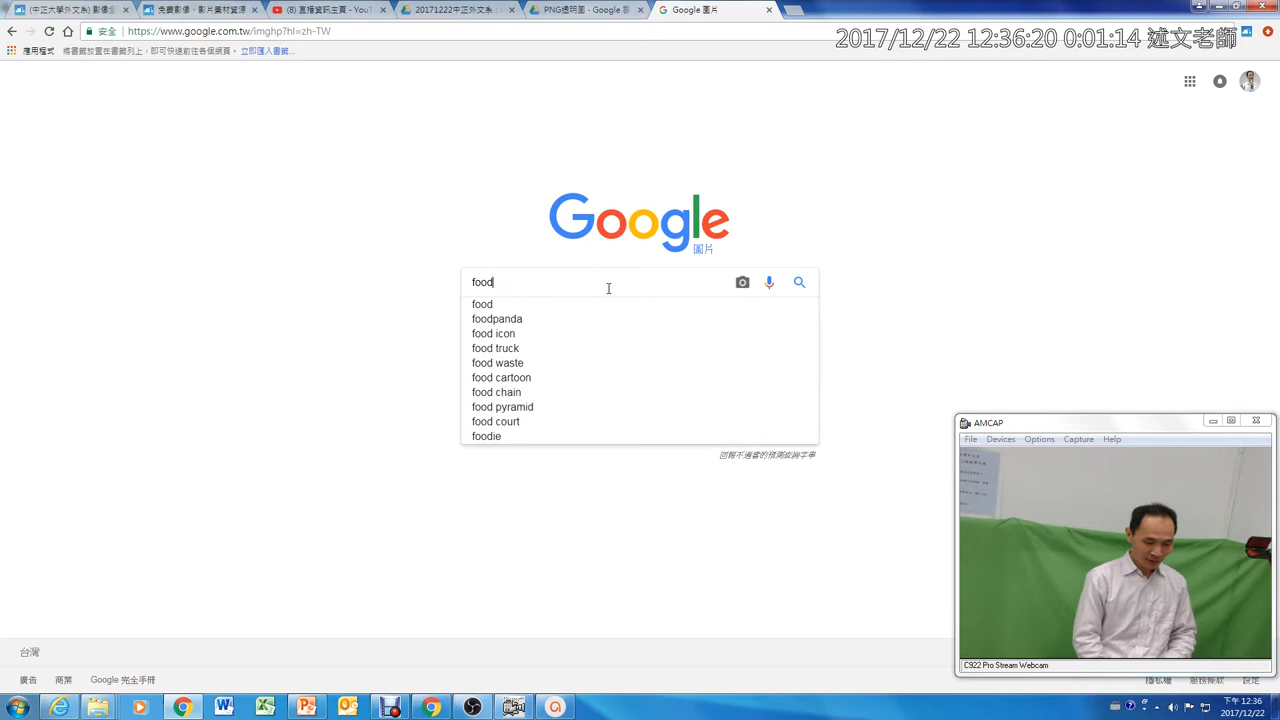 (中正大學外文系) 影像企
免費影像、影片素材資源
(8) 直播資訊主頁 - YouT
20171222中正外文系
PNG透明圖 - Google 雲
Google 圖片
安全
https://www.google.com.tw/imghp?hl=zh-TW
2017/12/22 12:36:20 0:01:14 述文老師
應用程式
將書籤放置在書籤列上，即可快速前往各個網頁。
立即匯入書籤...
Google
圖片
food
food
foodpanda
food icon
food truck
food waste
food cartoon
food chain
food pyramid
food court
foodie
回報不適當的預測或詞字串
AMCAP
File Devices Options Capture Help
C922 Pro Stream Webcam
台灣
廣告 商業 Google 完全手冊
隱私權 服務條款 設定
下午 12:36
2017/12/22